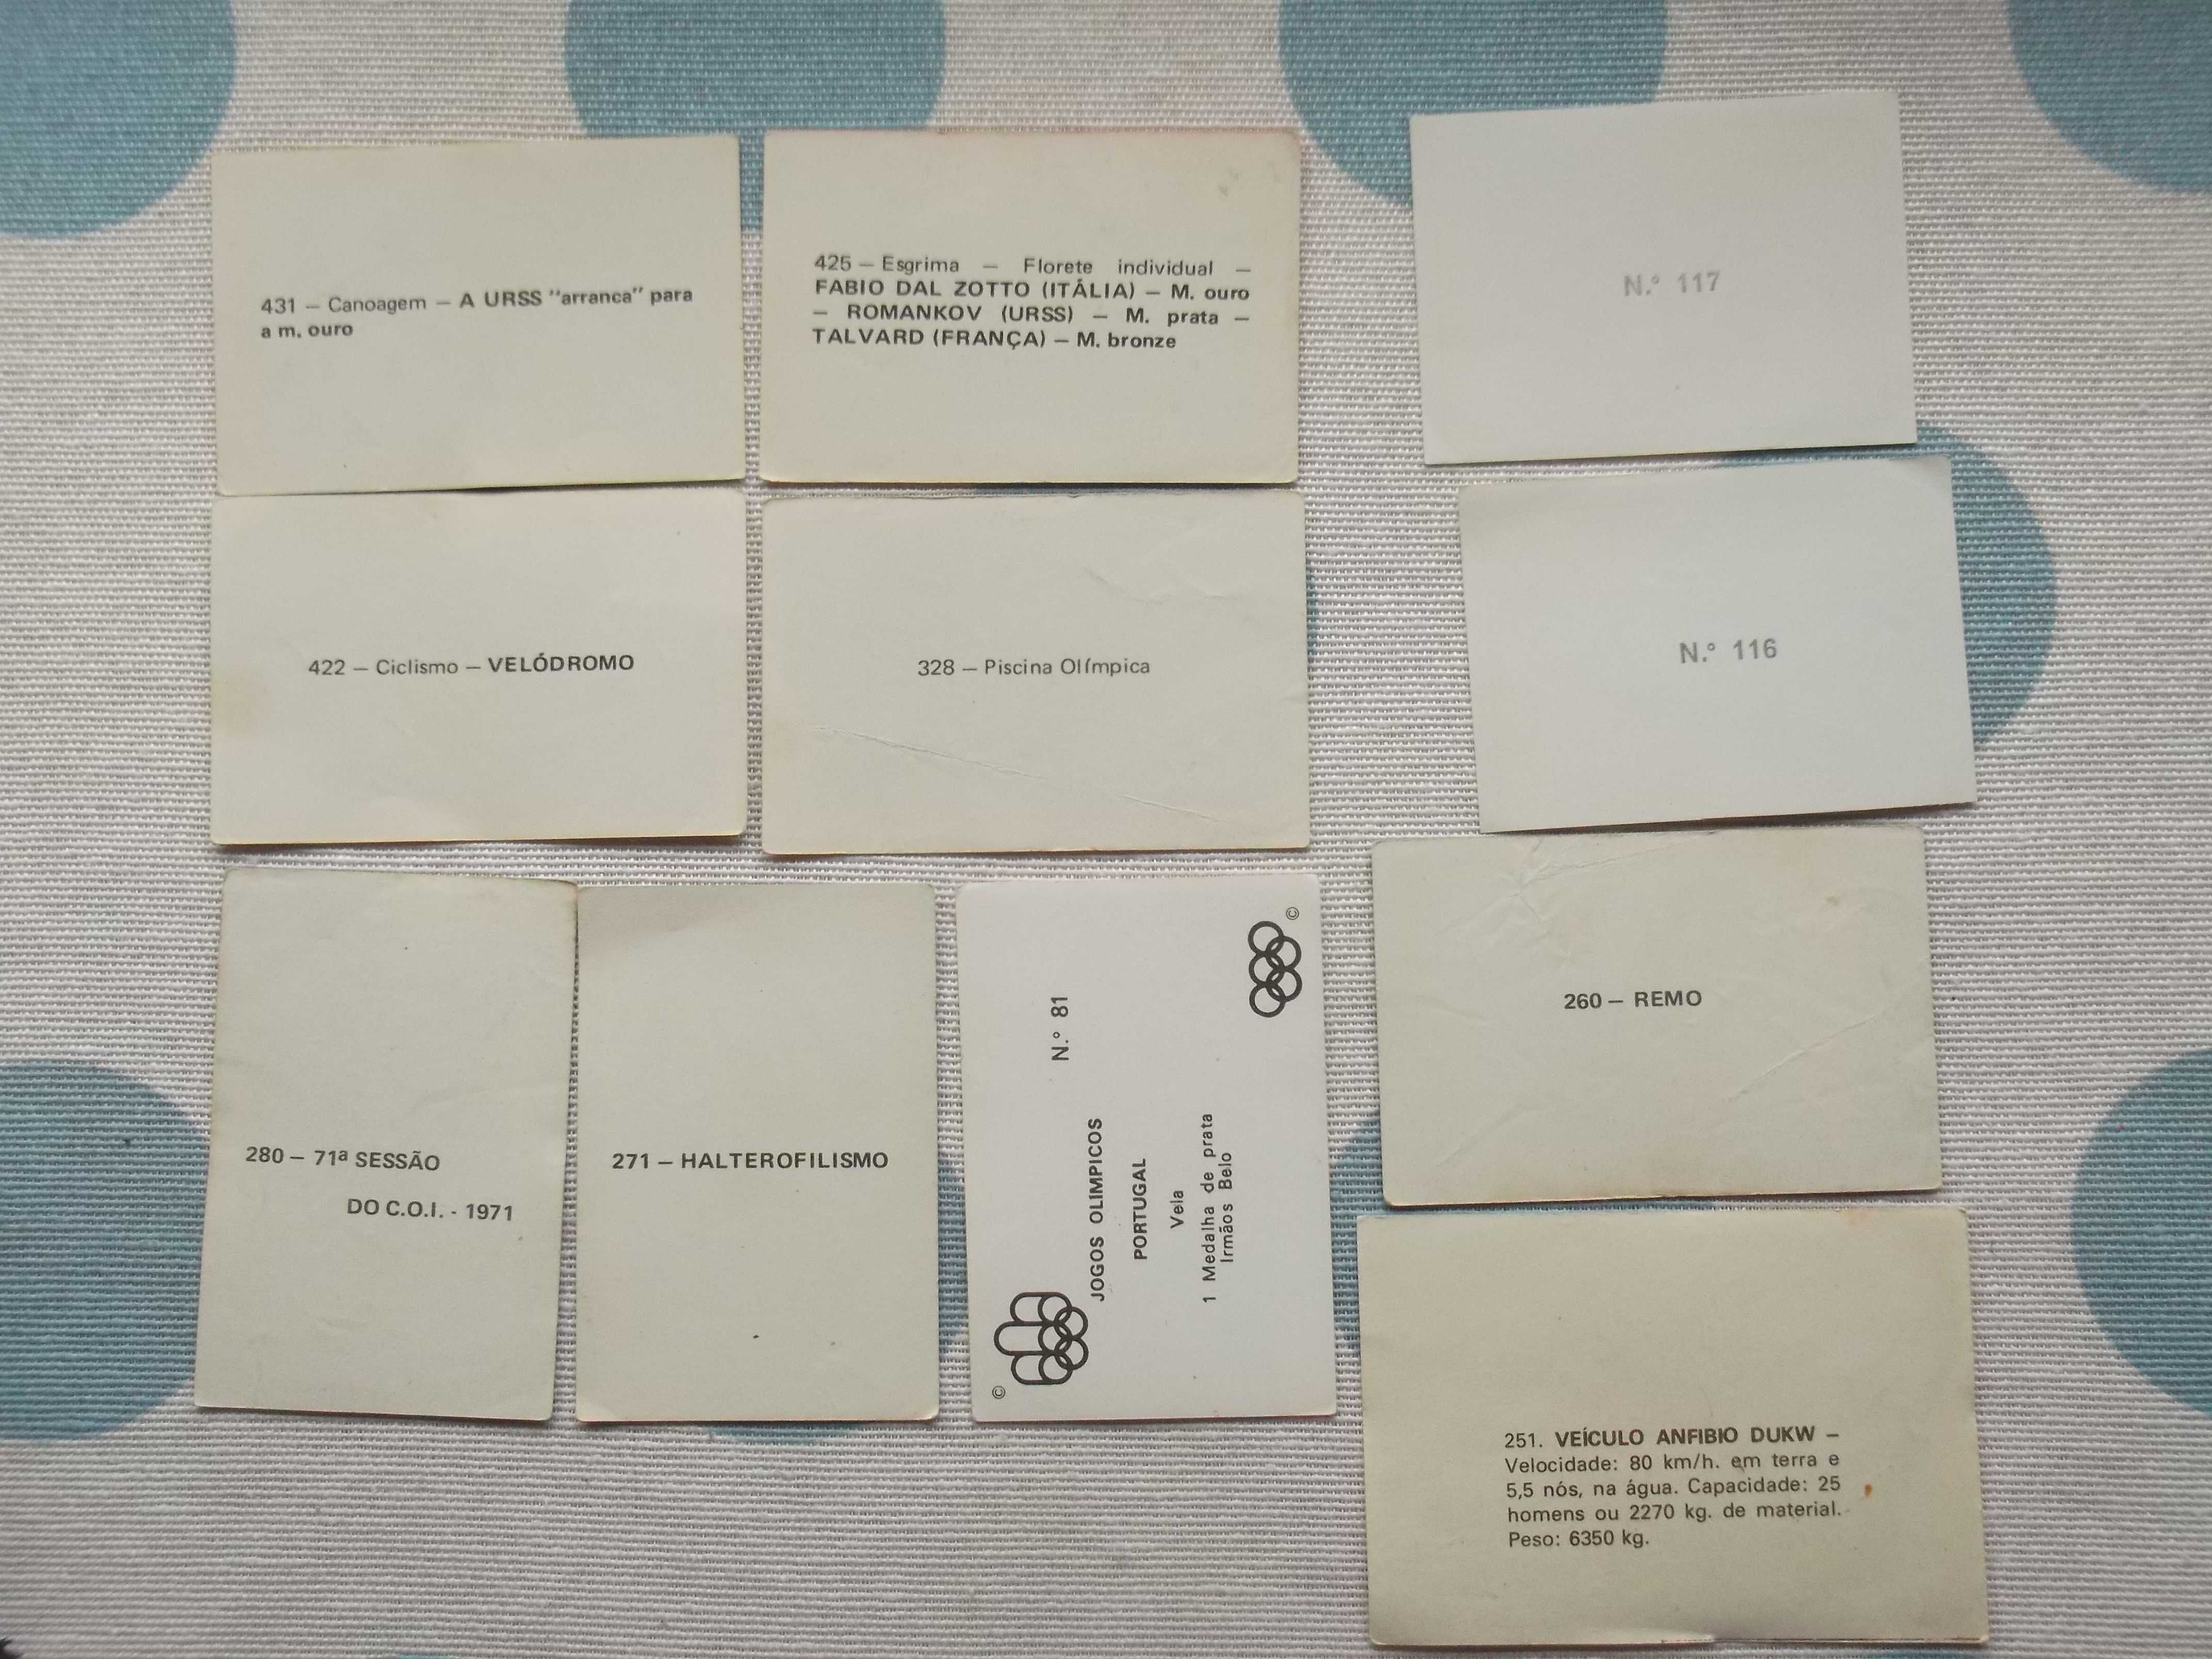 431 — Canoagem — A URSS "arranca" para
a m. ouro
425 — Esgrima — Florete individual —
FABIO DAL ZOTTO (ITÁLIA) — M. ouro
— ROMANKOV (URSS) — M. prata —
TALVARD (FRANÇA) — M. bronze
N.º 117
422 — Ciclismo — VELÓDROMO
328 — Piscina Olímpica
N.º 116
280 — 71ª SESSÃO
DO C.O.I. - 1971
271 — HALTEROFILISMO
N.º 81
JOGOS OLIMPICOS
PORTUGAL
Vela
1 Medalha de prata
Irmãos Belo
©
©
260 — REMO
251. VEÍCULO ANFIBIO DUKW —
Velocidade: 80 km/h. em terra e
5,5 nós, na água. Capacidade: 25
homens ou 2270 kg. de material.
Peso: 6350 kg.